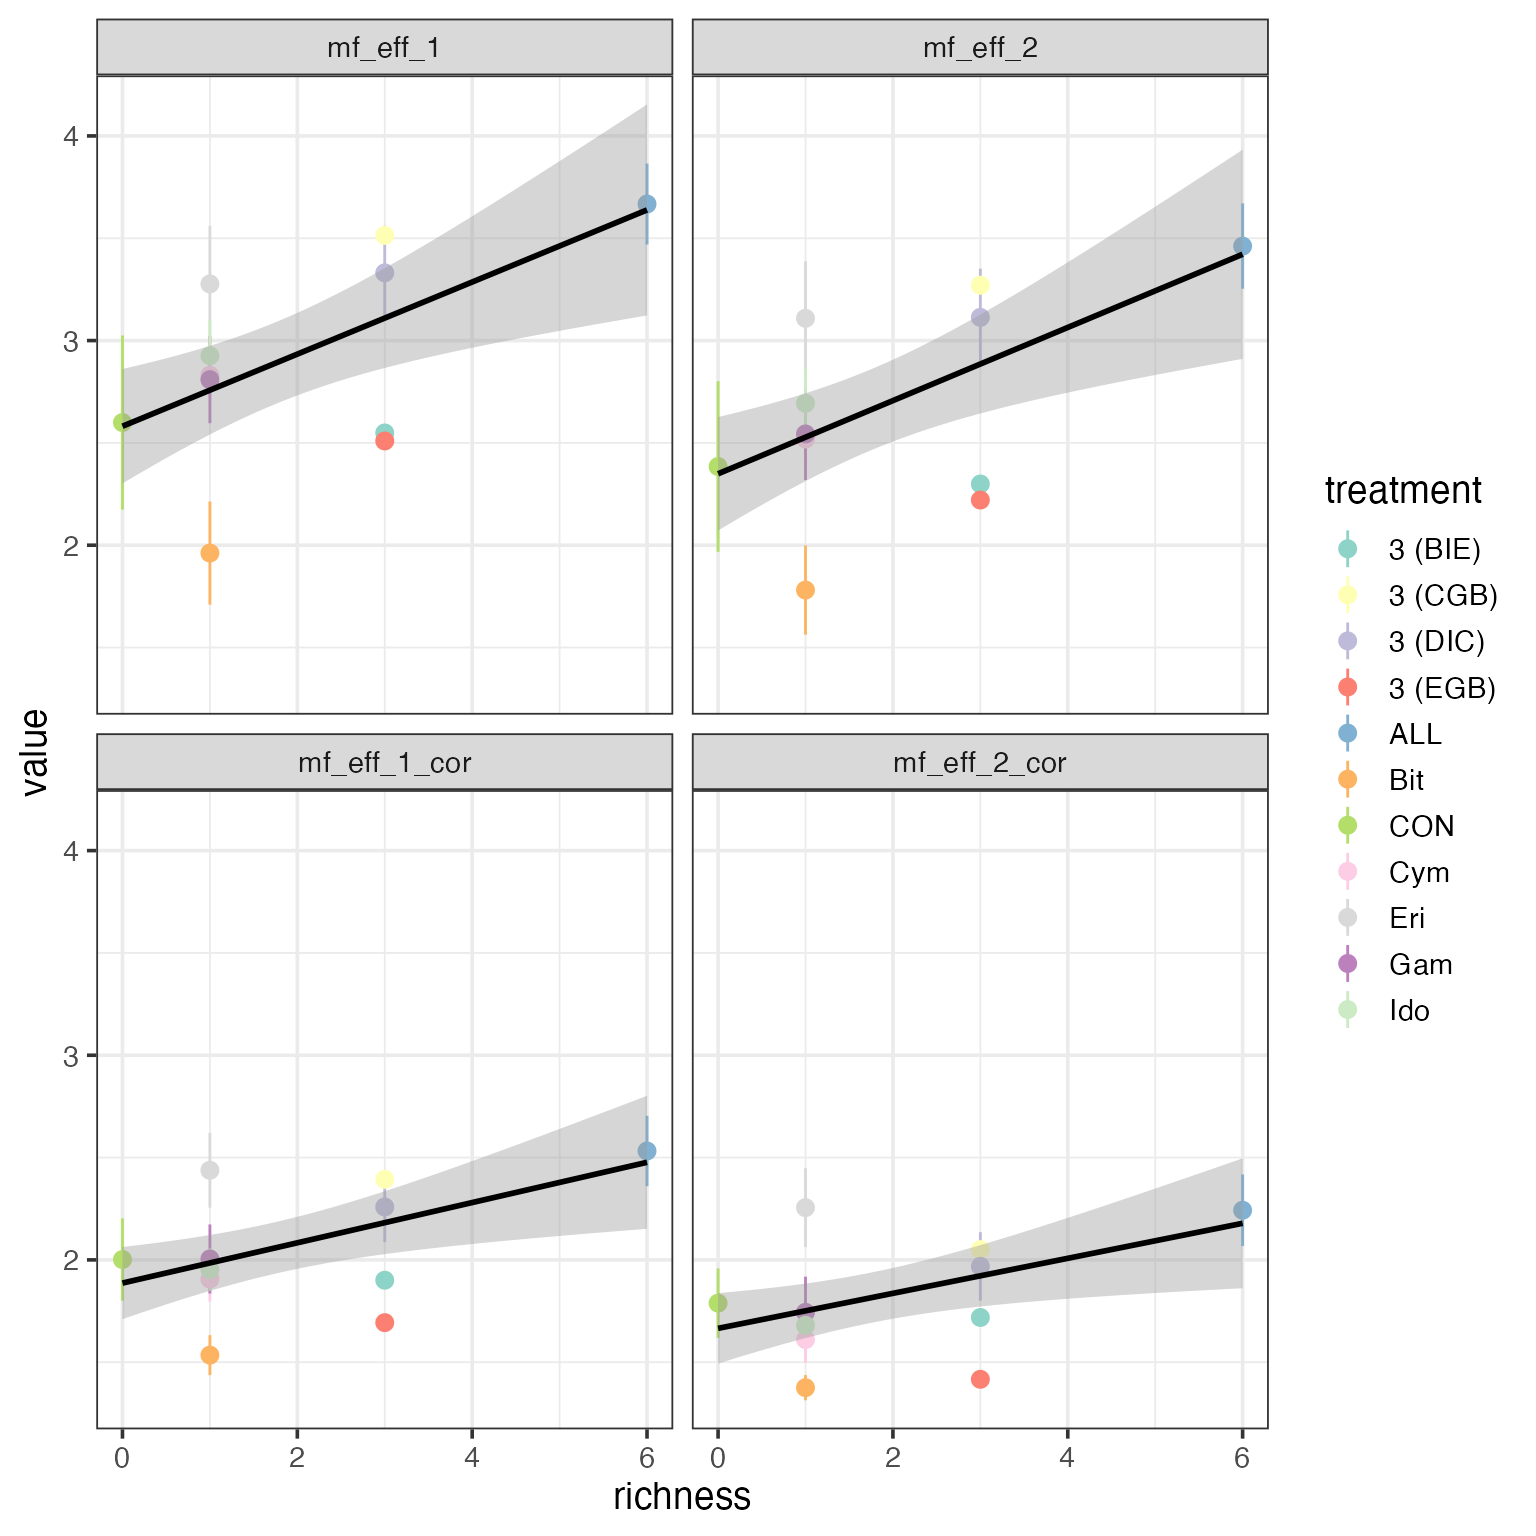 mf_eff_1
mf_eff_2
4
3
2
mf_eff_1_cor
mf_eff_2_cor
4
3
2
0 2 4 6
0 2 4 6
richness
value
treatment
3 (BIE)
3 (CGB)
3 (DIC)
3 (EGB)
ALL
Bit
CON
Cym
Eri
Gam
Ido